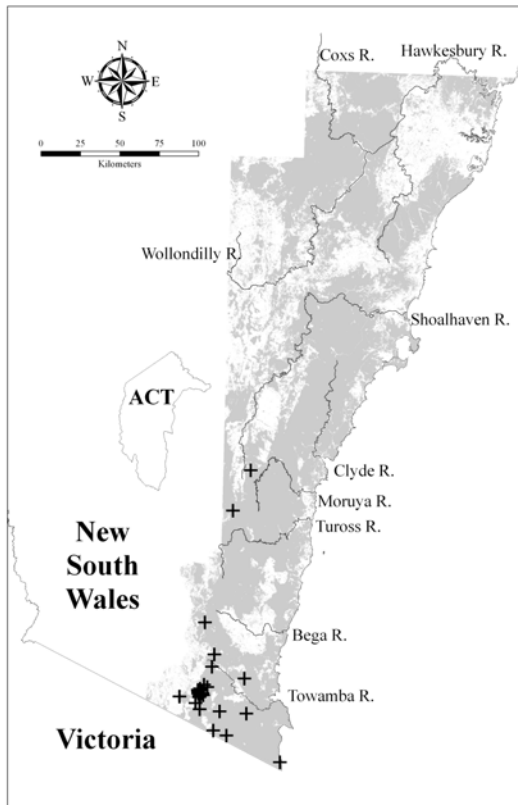 Coxs R.
Hawkesbury R.
N
W
E
S
0 25 50 75 100
Kilometers
Wollondilly R.
Shoalhaven R.
ACT
Clyde R.
Moruya R.
Tuross R.
New
South
Wales
Bega R.
Towamba R.
Victoria